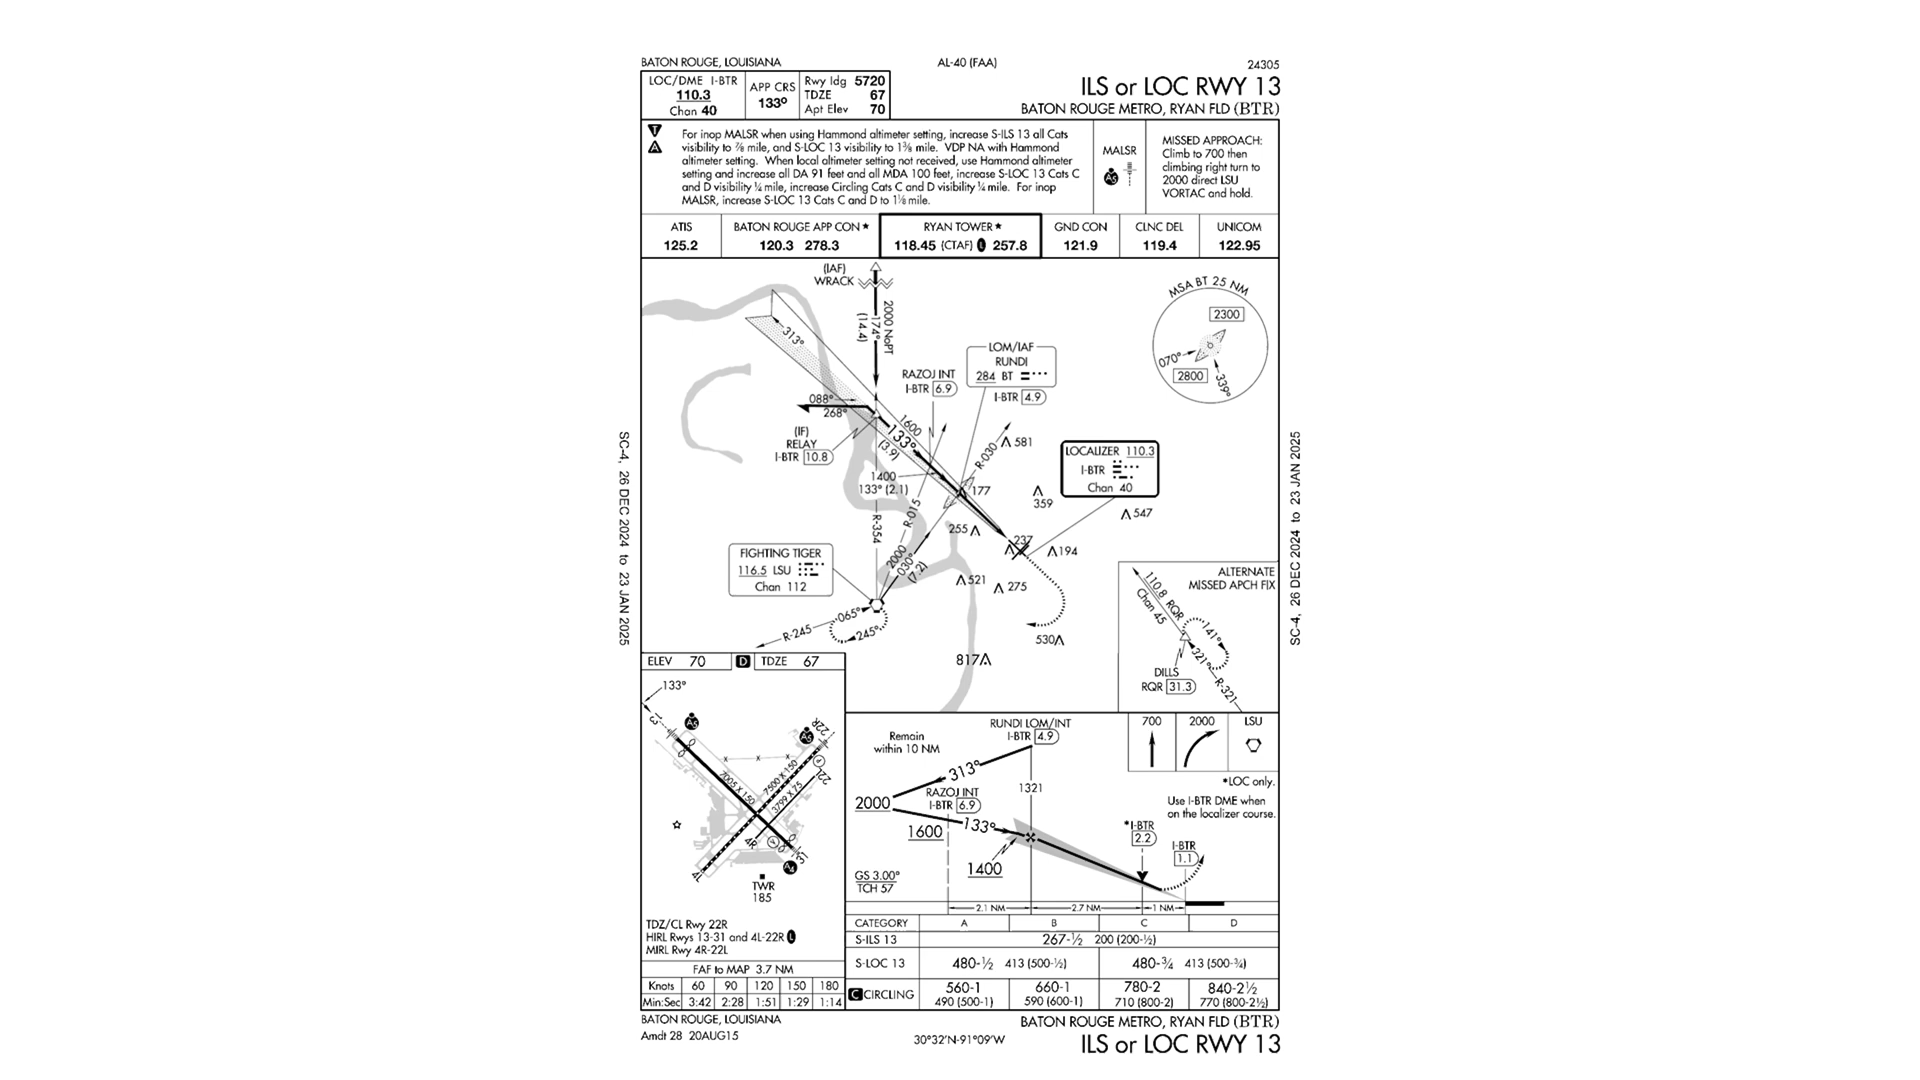 BATON ROUGE, LOUISIANA
AL-40 (FAA)
24305
LOC/DME I-BTR
110.3
Chan 40
APP CRS
133°
Rwy ldg 5720
TDZE 67
Apt Elev 70
ILS or LOC RWY 13
BATON ROUGE METRO, RYAN FLD (BTR)
T
A
For inop MALSR when using Hammond altimeter setting, increase S-ILS 13 all Cats
visibility to ⅞ mile, and S-LOC 13 visibility to 1⅜ mile. VDP NA with Hammond
altimeter setting. When local altimeter setting not received, use Hammond altimeter
setting and increase all DA 91 feet and all MDA 100 feet, increase S-LOC 13 Cats C
and D visibility ¼ mile, increase Circling Cats C and D visibility ¼ mile. For inop
MALSR, increase S-LOC 13 Cats C and D to 1⅛ mile.
MALSR
A5
MISSED APPROACH:
Climb to 700 then
climbing right turn to
2000 direct LSU
VORTAC and hold.
ATIS
125.2
BATON ROUGE APP CON★
120.3 278.3
RYAN TOWER★
118.45 (CTAF) L 257.8
GND CON
121.9
CLNC DEL
119.4
UNICOM
122.95
(IAF)
WRACK
2000 NoPT
174°
(14.4)
313°
LOM/IAF
RUNDI
284 BT
I-BTR 4.9
RAZOJ INT
I-BTR 6.9
MSA BT 25 NM
2300
070°
2800
339°
088°
268°
(IF)
RELAY
I-BTR 10.8
1600
133°
(3.9)
1400
133° (2.1)
R-030
581
177
359
LOCALIZER 110.3
I-BTR
Chan 40
547
R-354
R-015
255
237
194
FIGHTING TIGER
116.5 LSU
Chan 112
2000
030°
(7.2)
521
275
530
817
R-245
065°
245°
ALTERNATE
MISSED APCH FIX
110.8 RQR
Chan 45
141°
321°
R-321
DILLS
RQR 31.3
SC-4, 26 DEC 2024 to 23 JAN 2025
SC-4, 26 DEC 2024 to 23 JAN 2025
ELEV 70
D
TDZE 67
133°
13
A5
22R
A5
P
22L
7005 X 150
7500 X 150
3799 X 75
4R
P
31
A4
4L
TWR
185
TDZ/CL Rwy 22R
HIRL Rwys 13-31 and 4L-22R L
MIRL Rwy 4R-22L
FAF to MAP 3.7 NM
Knots 60 90 120 150 180
Min:Sec 3:42 2:28 1:51 1:29 1:14
Remain
within 10 NM
RUNDI LOM/INT
I-BTR 4.9
313°
2000
1321
RAZOJ INT
I-BTR 6.9
1600
133°
1400
GS 3.00°
TCH 57
700
2000
LSU
*LOC only.
Use I-BTR DME when
on the localizer course.
*I-BTR
2.2
I-BTR
1.1
2.1 NM
2.7 NM
1 NM
CATEGORY A B C D
S-ILS 13 267-½ 200 (200-½)
S-LOC 13 480-½ 413 (500-½) 480-¾ 413 (500-¾)
C CIRCLING
560-1 660-1 780-2 840-2½
490 (500-1) 590 (600-1) 710 (800-2) 770 (800-2½)
BATON ROUGE, LOUISIANA
Amdt 28 20AUG15
30°32'N-91°09'W
BATON ROUGE METRO, RYAN FLD (BTR)
ILS or LOC RWY 13